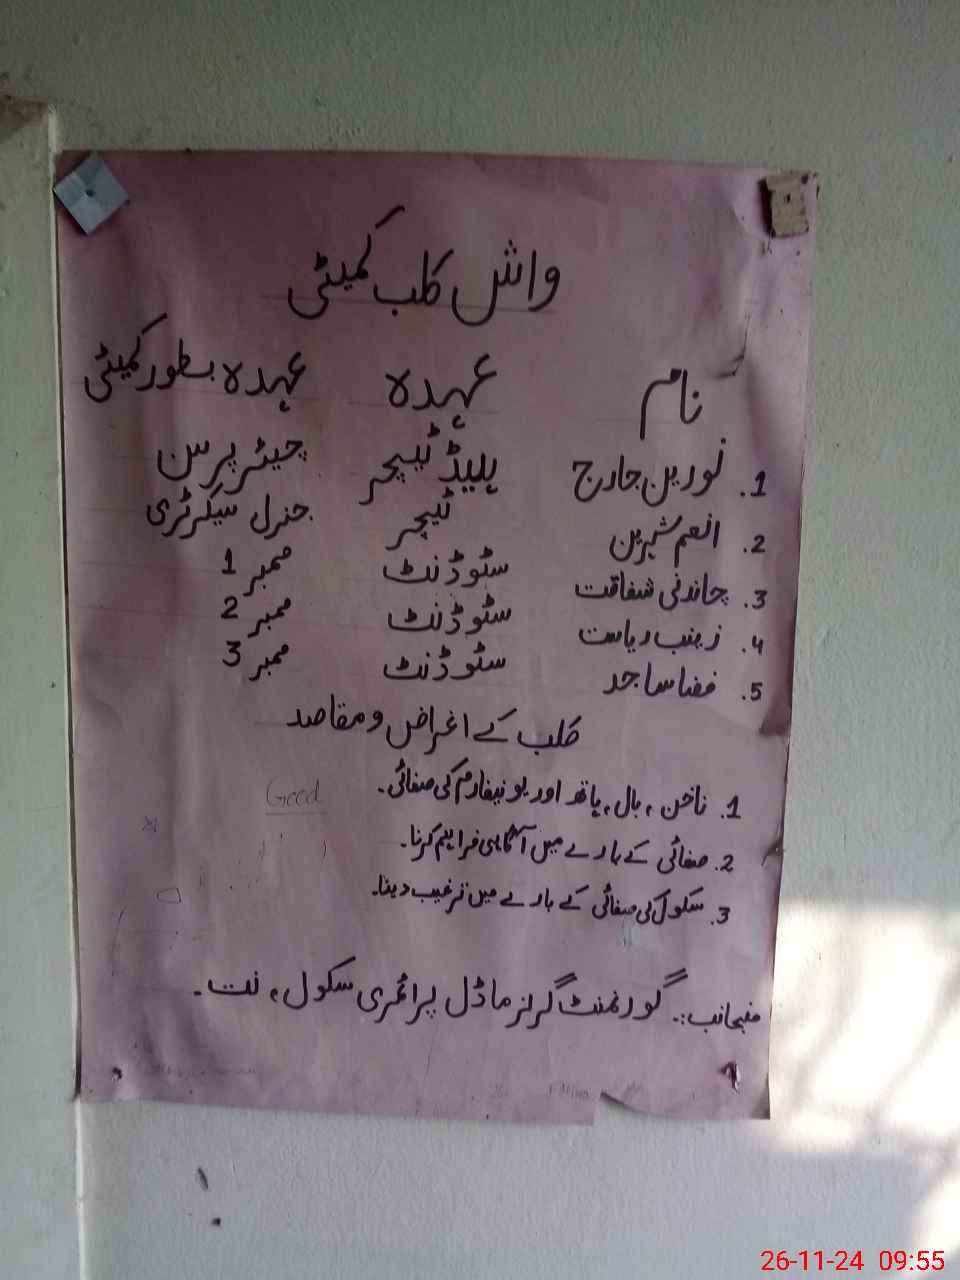 واش کلب کمیٹی
نام عہدہ عہدہ بطور کمیٹی
1. نورین جارج ہیڈ ٹیچر چیئر پرسن
2. انعم شیریں ٹیچر جنرل سیکرٹری
3. چاندنی شفاقت سٹوڈنٹ ممبر 1
4. زینب ریاست سٹوڈنٹ ممبر 2
5. فضا ساجد سٹوڈنٹ ممبر 3
کلب کے اغراض و مقاصد
1. ناخن، بال، ہاتھ اور یونیفارم کی صفائی۔
Good
2. صفائی کے بارے میں آگاہی فراہم کرنا۔
3. سکول کی صفائی کے بارے میں ترغیب دینا۔
منجانب:۔ گورنمنٹ گرلز ماڈل پرائمری سکول، نت۔
26-11-24 09:55